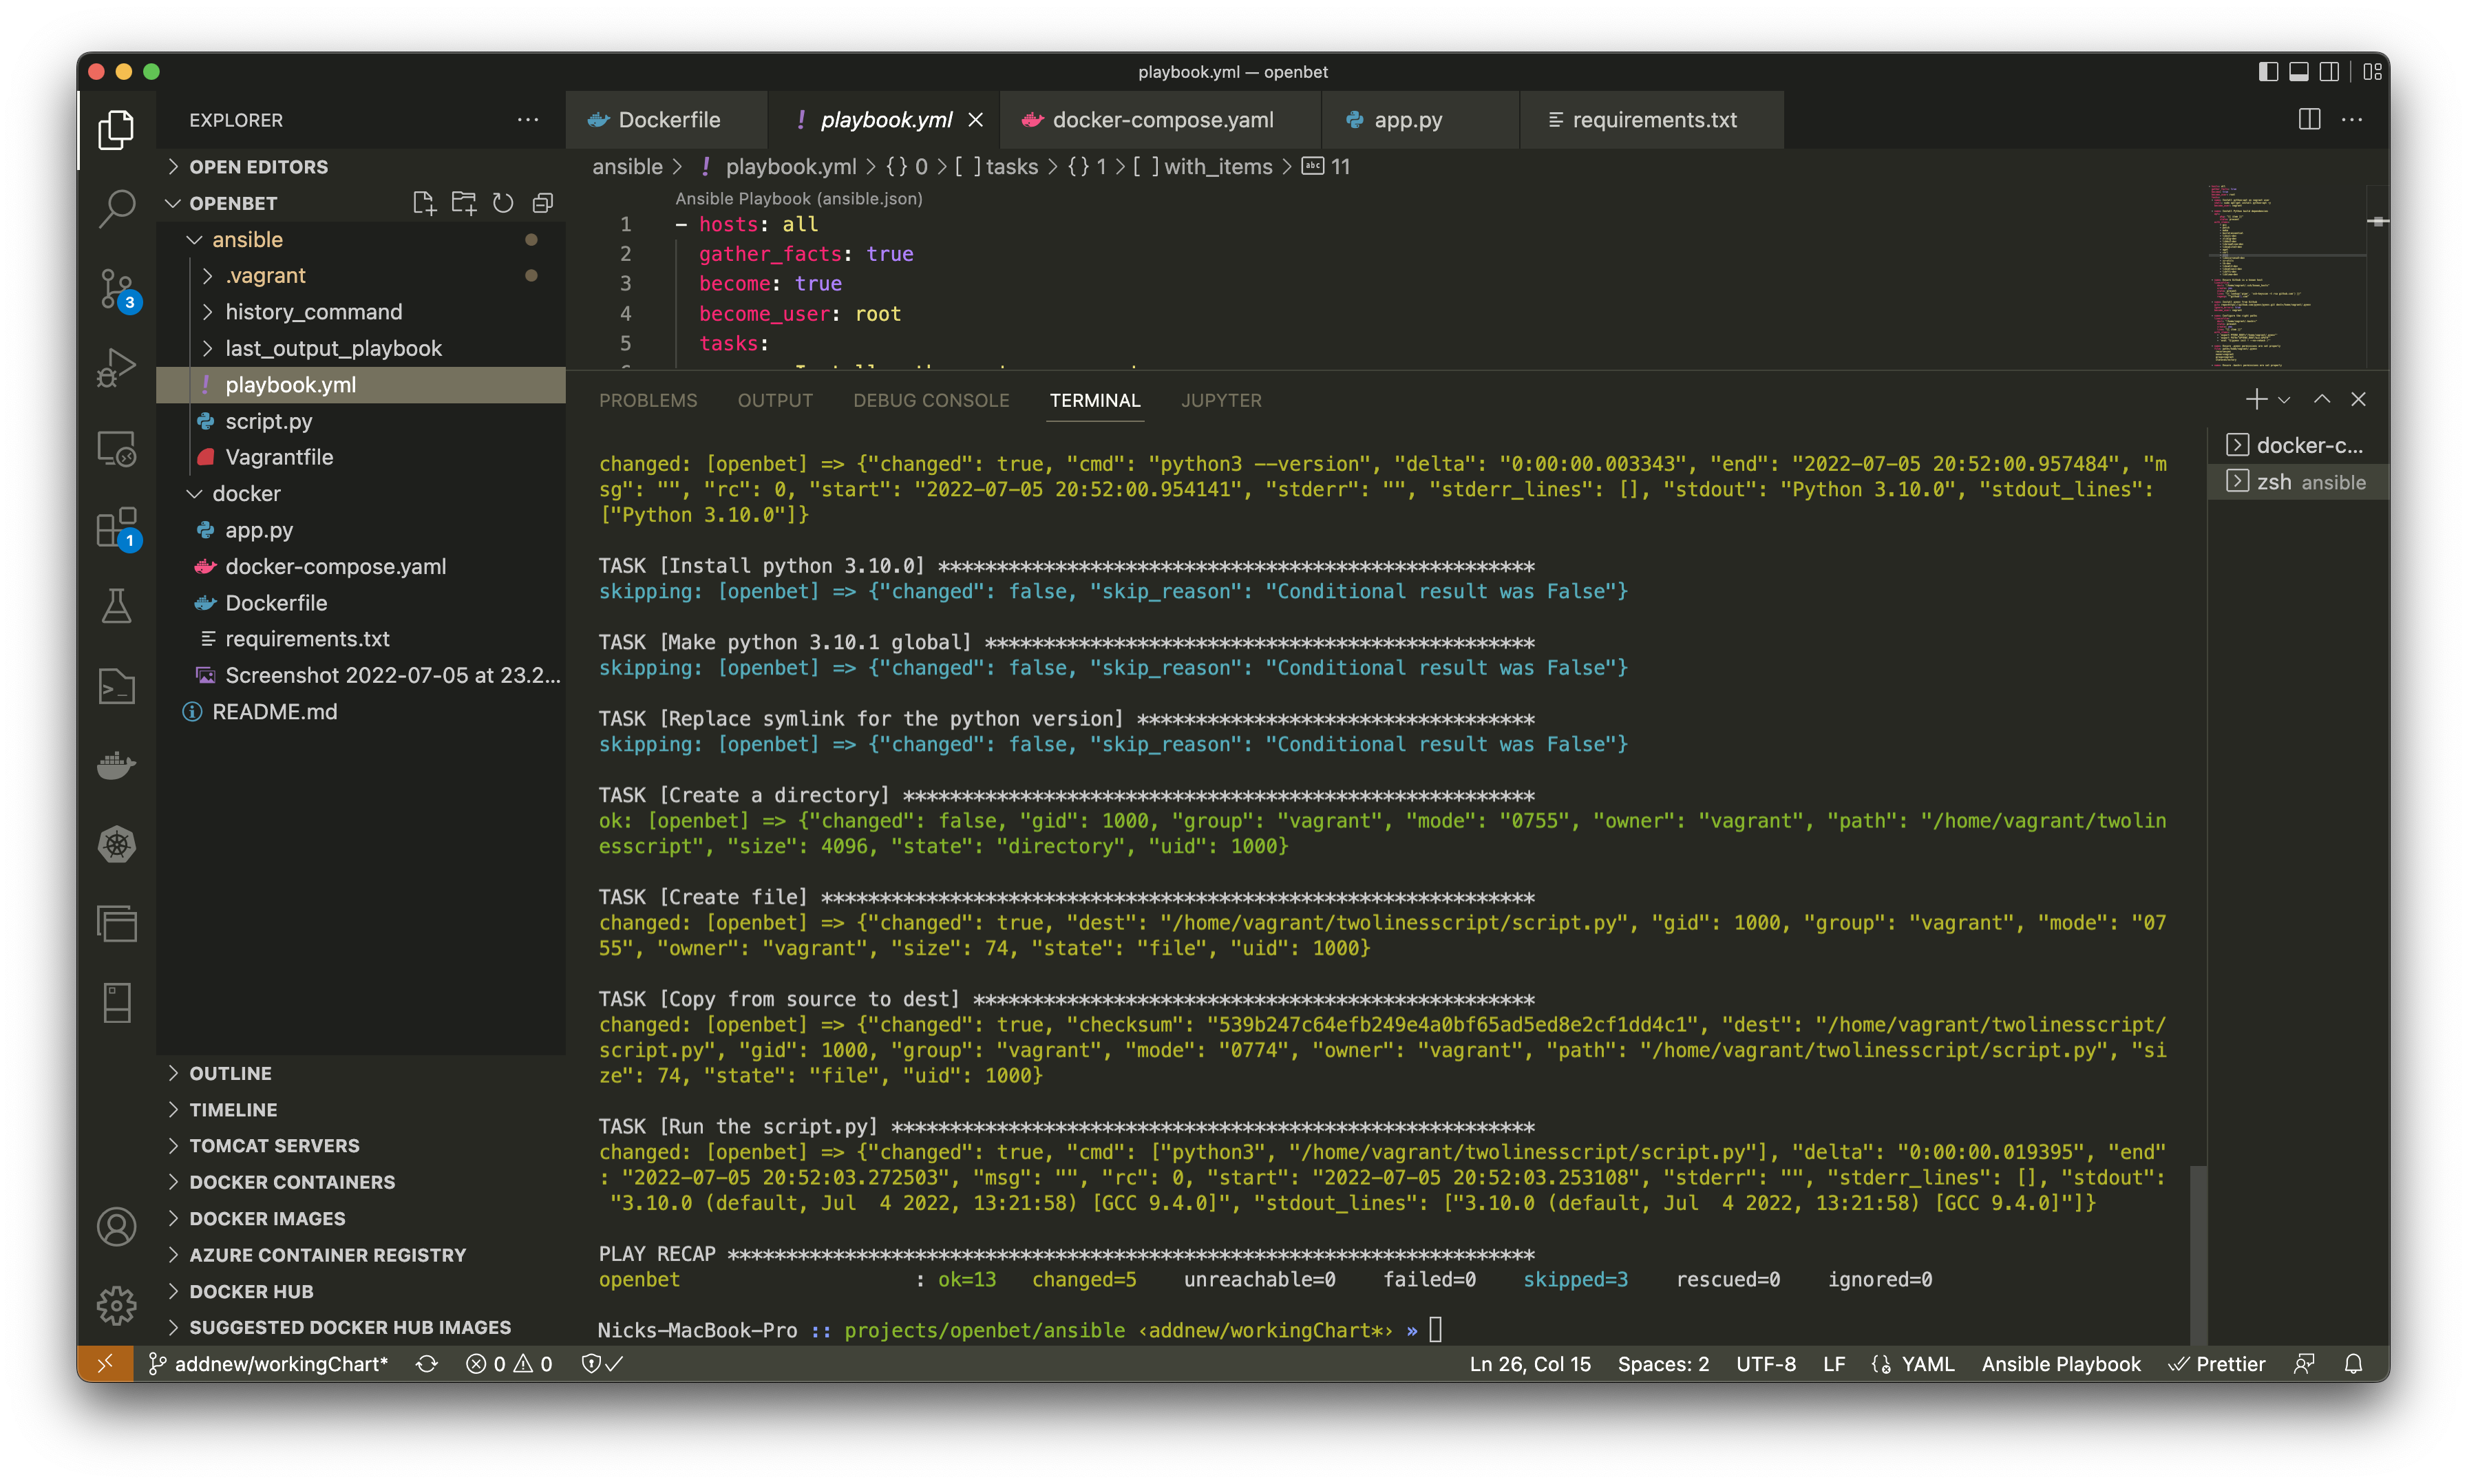 playbook.yml — openbet
EXPLORER
Dockerfile
playbook.yml
docker-compose.yaml
app.py
requirements.txt
OPEN EDITORS
OPENBET
ansible
.vagrant
history_command
last_output_playbook
playbook.yml
script.py
Vagrantfile
docker
app.py
docker-compose.yaml
Dockerfile
requirements.txt
Screenshot 2022-07-05 at 23.2...
README.md
3
1
OUTLINE
TIMELINE
TOMCAT SERVERS
DOCKER CONTAINERS
DOCKER IMAGES
AZURE CONTAINER REGISTRY
DOCKER HUB
SUGGESTED DOCKER HUB IMAGES
ansible > ! playbook.yml > {} 0 > [ ] tasks > {} 1 > [ ] with_items > abc 11
Ansible Playbook (ansible.json)
1 - hosts: all
2 gather_facts: true
3 become: true
4 become_user: root
5 tasks:
PROBLEMS OUTPUT DEBUG CONSOLE TERMINAL JUPYTER
docker-c...
zsh ansible
changed: [openbet] => {"changed": true, "cmd": "python3 --version", "delta": "0:00:00.003343", "end": "2022-07-05 20:52:00.957484", "m
sg": "", "rc": 0, "start": "2022-07-05 20:52:00.954141", "stderr": "", "stderr_lines": [], "stdout": "Python 3.10.0", "stdout_lines":
["Python 3.10.0"]}
TASK [Install python 3.10.0] ***************************************************
skipping: [openbet] => {"changed": false, "skip_reason": "Conditional result was False"}
TASK [Make python 3.10.1 global] ***********************************************
skipping: [openbet] => {"changed": false, "skip_reason": "Conditional result was False"}
TASK [Replace symlink for the python version] **********************************
skipping: [openbet] => {"changed": false, "skip_reason": "Conditional result was False"}
TASK [Create a directory] ******************************************************
ok: [openbet] => {"changed": false, "gid": 1000, "group": "vagrant", "mode": "0755", "owner": "vagrant", "path": "/home/vagrant/twolin
esscript", "size": 4096, "state": "directory", "uid": 1000}
TASK [Create file] *************************************************************
changed: [openbet] => {"changed": true, "dest": "/home/vagrant/twolinesscript/script.py", "gid": 1000, "group": "vagrant", "mode": "07
55", "owner": "vagrant", "size": 74, "state": "file", "uid": 1000}
TASK [Copy from source to dest] ************************************************
changed: [openbet] => {"changed": true, "checksum": "539b247c64efb249e4a0bf65ad5ed8e2cf1dd4c1", "dest": "/home/vagrant/twolinesscript/
script.py", "gid": 1000, "group": "vagrant", "mode": "0774", "owner": "vagrant", "path": "/home/vagrant/twolinesscript/script.py", "si
ze": 74, "state": "file", "uid": 1000}
TASK [Run the script.py] *******************************************************
changed: [openbet] => {"changed": true, "cmd": ["python3", "/home/vagrant/twolinesscript/script.py"], "delta": "0:00:00.019395", "end"
: "2022-07-05 20:52:03.272503", "msg": "", "rc": 0, "start": "2022-07-05 20:52:03.253108", "stderr": "", "stderr_lines": [], "stdout":
"3.10.0 (default, Jul  4 2022, 13:21:58) [GCC 9.4.0]", "stdout_lines": ["3.10.0 (default, Jul  4 2022, 13:21:58) [GCC 9.4.0]"]}
PLAY RECAP *********************************************************************
openbet : ok=13 changed=5 unreachable=0 failed=0 skipped=3 rescued=0 ignored=0
Nicks-MacBook-Pro :: projects/openbet/ansible ‹addnew/workingChart*› »
addnew/workingChart* 0 0 Ln 26, Col 15 Spaces: 2 UTF-8 LF YAML Ansible Playbook Prettier